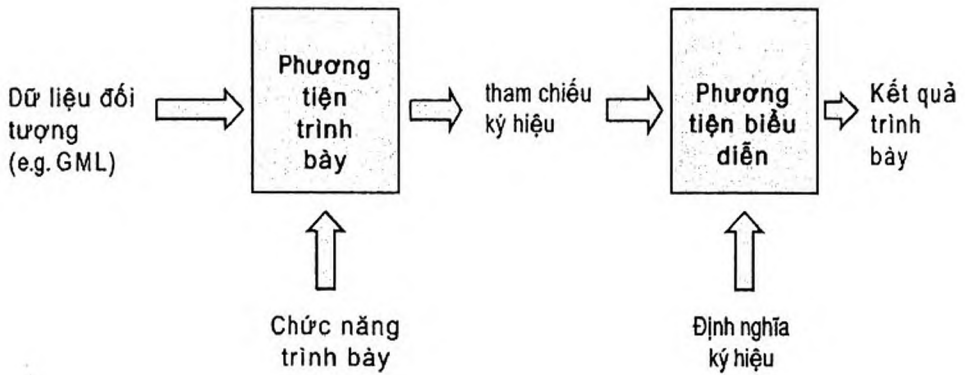 Dữ liệu đối
tượng
(e.g. GML)
Phương
tiện
trình
bày
tham chiếu
ký hiệu
Phương
tiện biểu
diễn
Kết quả
trình
bày
Chức năng
trình bày
Định nghĩa
ký hiệu